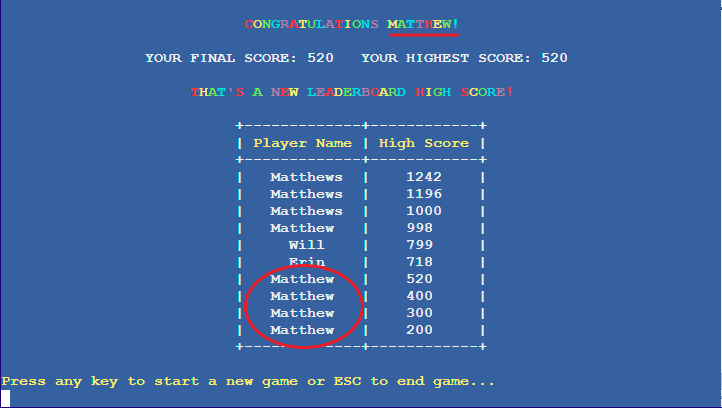 CONGRATULATIONS MATTHEW!
YOUR FINAL SCORE: 520   YOUR HIGHEST SCORE: 520
THAT'S A NEW LEADERBOARD HIGH SCORE!
+-------------+------------+
| Player Name | High Score |
+-------------+------------+
|   Matthews  |    1242    |
|   Matthews  |    1196    |
|   Matthews  |    1000    |
|   Matthew   |    998     |
|     Will    |    799     |
|     Erin    |    718     |
|   Matthew   |    520     |
|   Matthew   |    400     |
|   Matthew   |    300     |
|   Matthew   |    200     |
+-------------+------------+
Press any key to start a new game or ESC to end game...